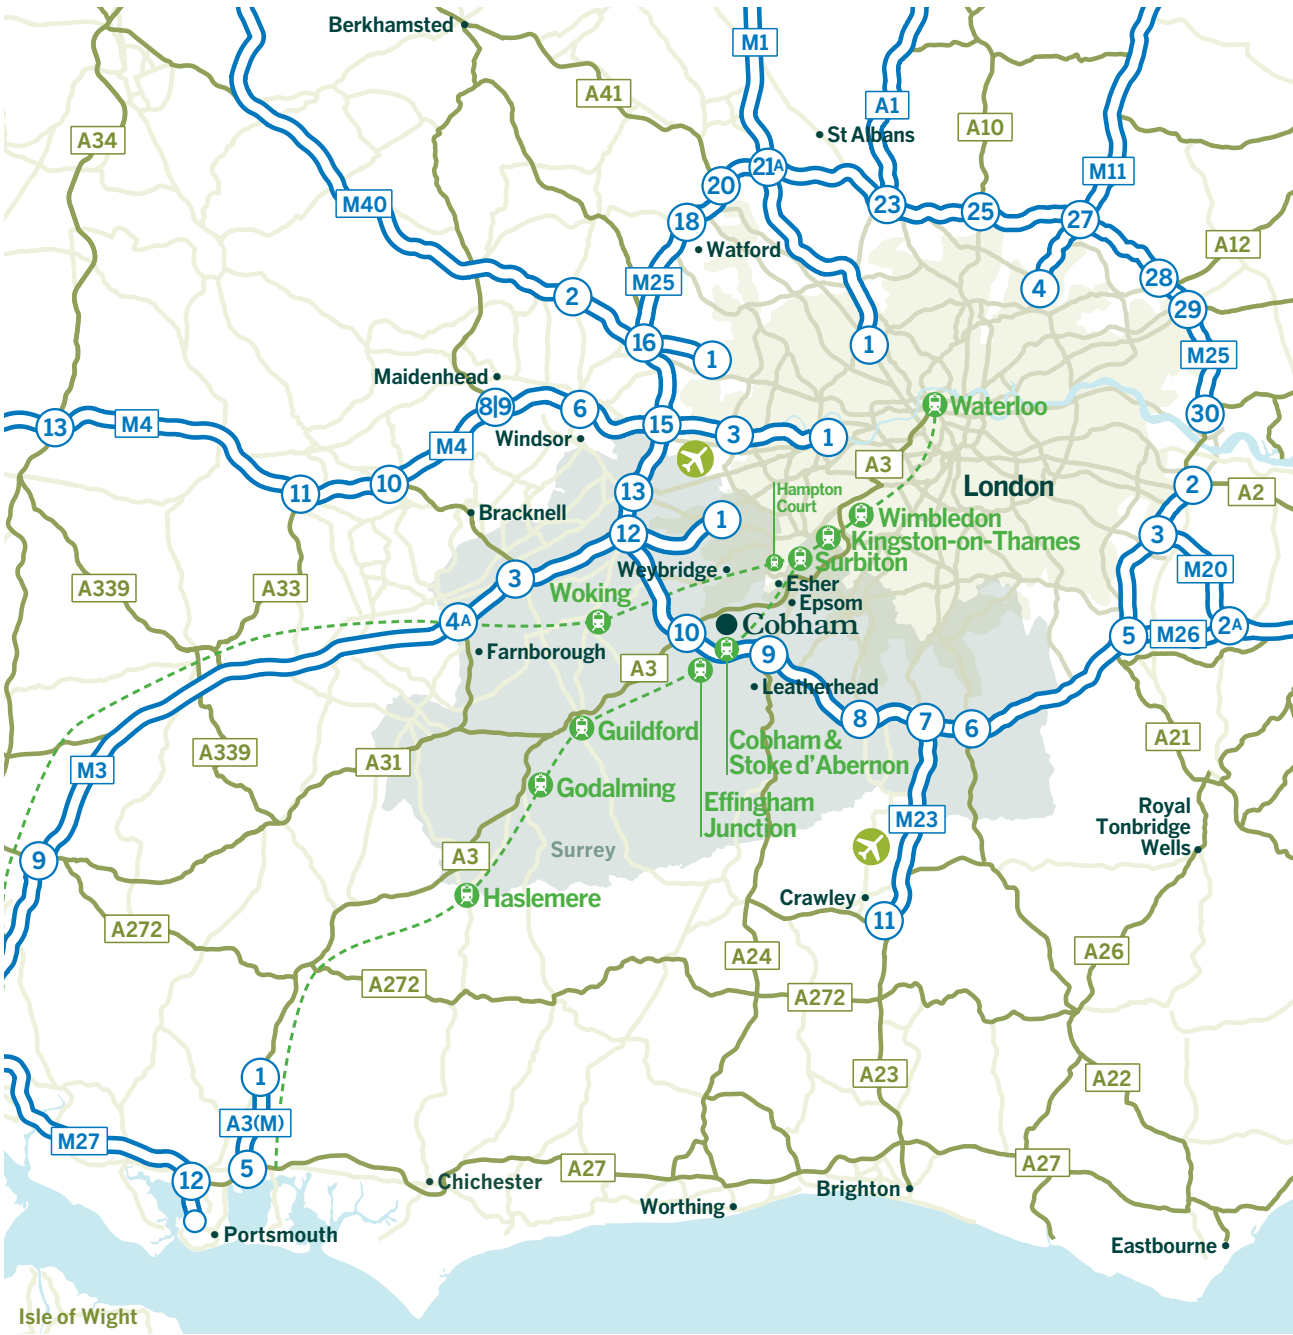 Berkhamsted
M1
A41
A1
A10
St Albans
A34
21A
M11
20
M40
23
25
27
18
Watford
A12
M25
28
2
4
29
16
1
1
M25
Maidenhead
8|9
6
Waterloo
30
13
M4
15
3
1
M4
Windsor
A3
10
11
13
Hampton
Court
London
2
A2
Bracknell
1
Wimbledon
12
3
Kingston-on-Thames
Surbiton
M20
3
Weybridge
A339
A33
Woking
Esher
Epsom
4A
10
Cobham
5
M26
2A
Farnborough
A3
9
Leatherhead
8
7
6
Guildford
A21
A339
Cobham &
Stoke d'Abernon
A31
M3
Godalming
Effingham
Junction
Royal
Tonbridge
Wells
M23
Surrey
A3
9
Haslemere
Crawley
11
A272
A24
A26
A272
A272
1
A23
A22
A3(M)
M27
5
A27
A27
12
Chichester
Brighton
Worthing
Portsmouth
Eastbourne
Isle of Wight